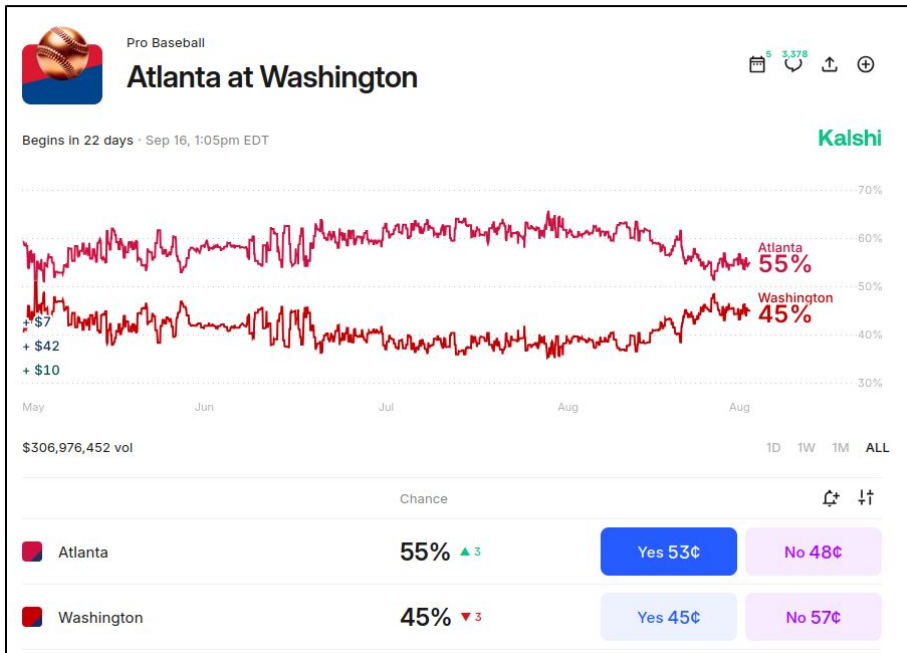 Pro Baseball
Atlanta at Washington
5 3,378
Begins in 22 days · Sep 16, 1:05pm EDT
Kalshi
70%
60%
Atlanta
55%
50%
Washington
45%
+ $7
40%
+ $42
+ $10
30%
May Jun Jul Aug Aug
$306,976,452 vol
1D 1W 1M ALL
Chance
Atlanta 55% ▲ 3 Yes 53¢ No 48¢
Washington 45% ▼ 3 Yes 45¢ No 57¢